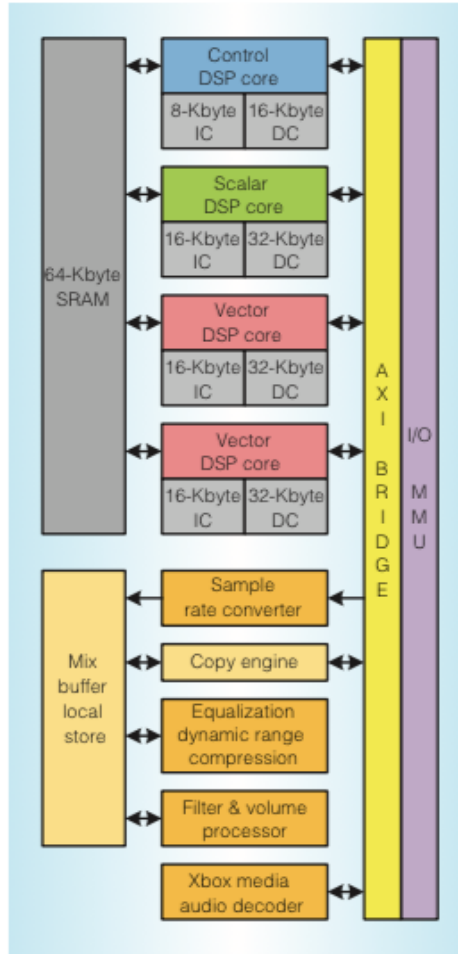 Control
DSP core
8-Kbyte
IC
16-Kbyte
DC
Scalar
DSP core
16-Kbyte
IC
32-Kbyte
DC
64-Kbyte
SRAM
Vector
DSP core
16-Kbyte
IC
32-Kbyte
DC
Vector
DSP core
16-Kbyte
IC
32-Kbyte
DC
AXI BRIDGE
I/O MMU
Mix
buffer
local
store
Sample
rate converter
Copy engine
Equalization
dynamic range
compression
Filter & volume
processor
Xbox media
audio decoder